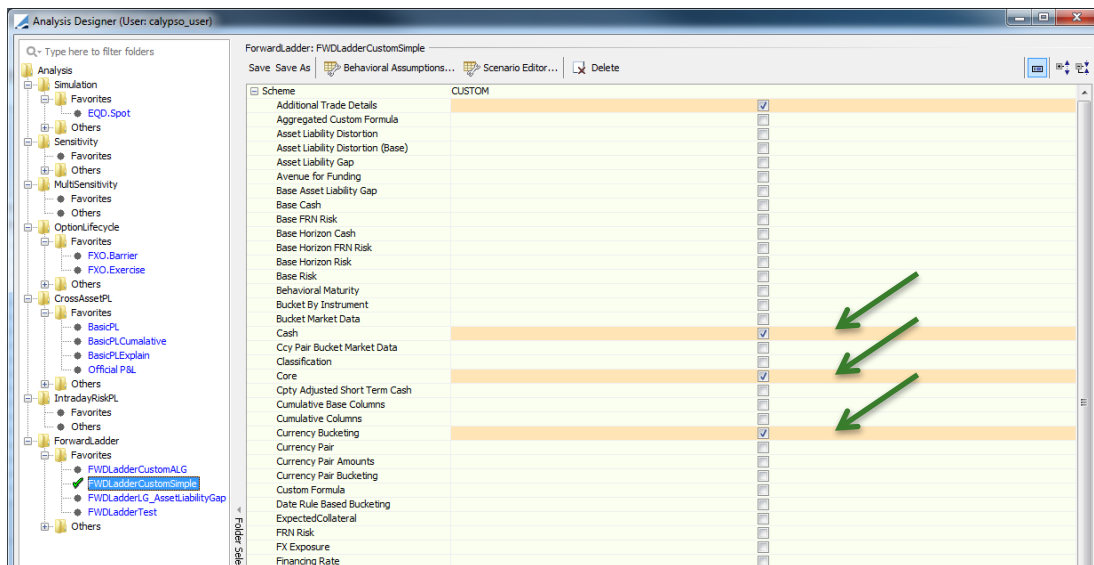 Analysis Designer (User: calypso_user)
Type here to filter folders
Analysis
Simulation
Favorites
EQD.Spot
Others
Sensitivity
Favorites
Others
MultiSensitivity
Favorites
Others
OptionLifecycle
Favorites
FXO.Barrier
FXO.Exercise
Others
CrossAssetPL
Favorites
BasicPL
BasicPLCumalative
BasicPLExplain
Official P&L
Others
IntradayRiskPL
Favorites
Others
ForwardLadder
Favorites
FWDLadderCustomALG
FWDLadderCustomSimple
FWDLadderLG_AssetLiabilityGap
FWDLadderTest
Others
Folder Sele
ForwardLadder: FWDLadderCustomSimple
Save Save As Behavioral Assumptions... Scenario Editor... Delete
Scheme CUSTOM
Additional Trade Details
Aggregated Custom Formula
Asset Liability Distortion
Asset Liability Distortion (Base)
Asset Liability Gap
Avenue for Funding
Base Asset Liability Gap
Base Cash
Base FRN Risk
Base Horizon Cash
Base Horizon FRN Risk
Base Horizon Risk
Base Risk
Behavioral Maturity
Bucket By Instrument
Bucket Market Data
Cash
Ccy Pair Bucket Market Data
Classification
Core
Cpty Adjusted Short Term Cash
Cumulative Base Columns
Cumulative Columns
Currency Bucketing
Currency Pair
Currency Pair Amounts
Currency Pair Bucketing
Custom Formula
Date Rule Based Bucketing
ExpectedCollateral
FRN Risk
FX Exposure
Financing Rate